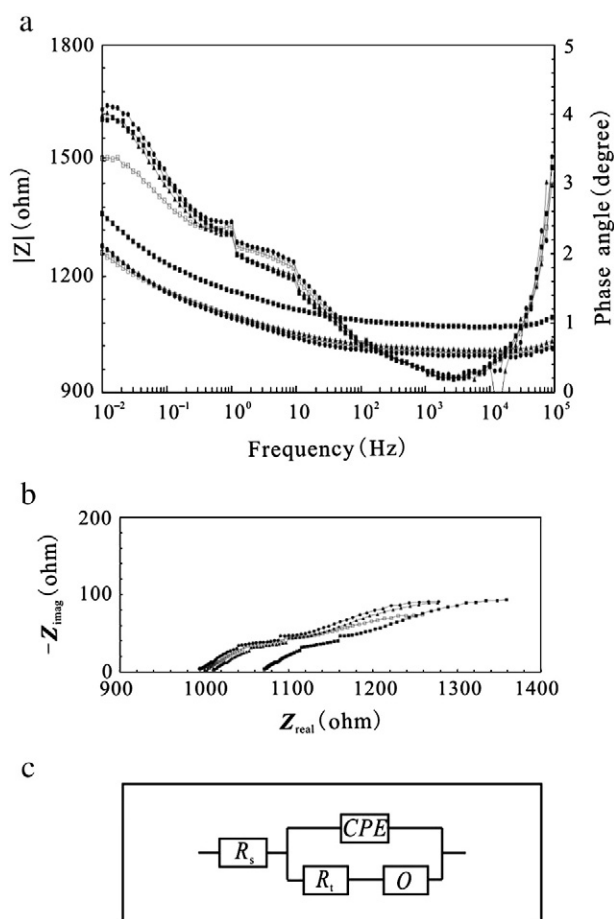 a
1800
1500
1200
900
|Z| (ohm)
5
4
3
2
1
0
Phase angle (degree)
10⁻² 10⁻¹ 10⁰ 10 10² 10³ 10⁴ 10⁵
Frequency (Hz)
b
200
100
0
-Z_imag (ohm)
900 1000 1100 1200 1300 1400
Z_real (ohm)
c
CPE
R_s
R_t
O